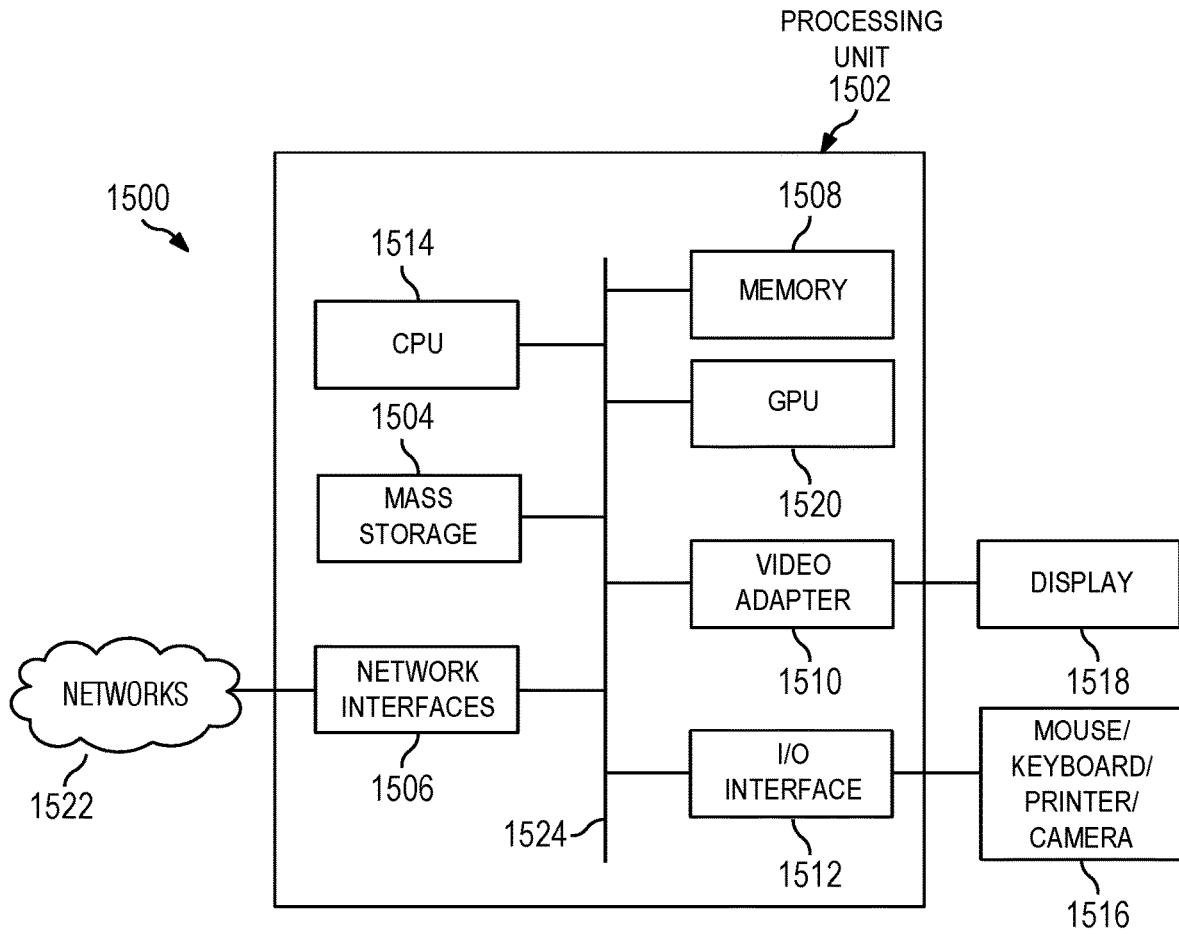 PROCESSING
UNIT
1502
1500
1508
1514
MEMORY
CPU
GPU
1504
1520
MASS
STORAGE
VIDEO
ADAPTER
DISPLAY
NETWORKS
NETWORK
INTERFACES
1510
1518
1522
1506
I/O
INTERFACE
MOUSE/
KEYBOARD/
PRINTER/
CAMERA
1524
1512
1516